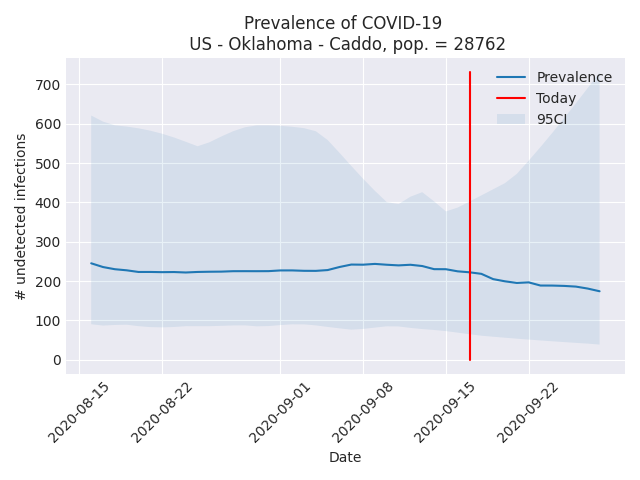 Prevalence of COVID-19
US - Oklahoma - Caddo, pop. = 28762
# undetected infections
700
600
500
400
300
200
100
0
Prevalence
Today
95CI
2020-08-15
2020-08-22
2020-09-01
2020-09-08
2020-09-15
2020-09-22
Date